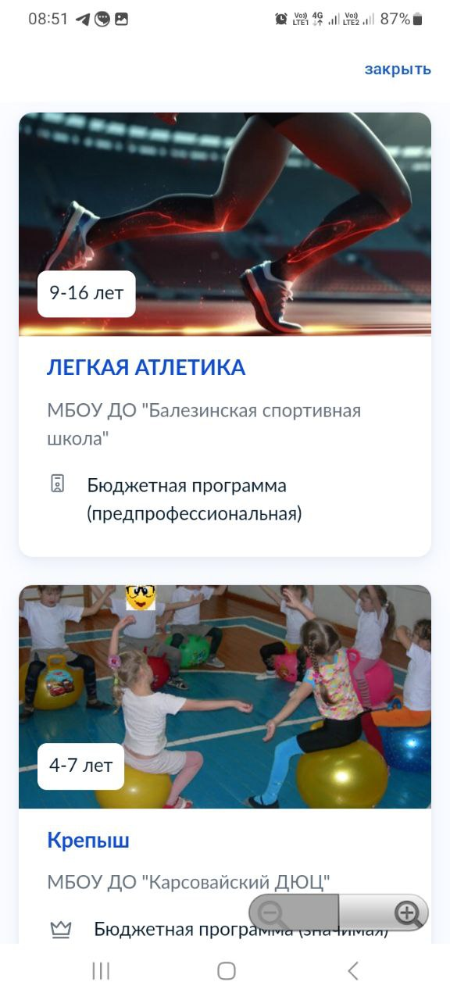 08:51 Vo)) LTE1 4G Vo)) LTE2 87%
закрыть
9-16 лет
ЛЕГКАЯ АТЛЕТИКА
МБОУ ДО "Балезинская спортивная
школа"
Бюджетная программа
(предпрофессиональная)
4-7 лет
Крепыш
МБОУ ДО "Карсовайский ДЮЦ"
Бюджетная программа (значимая)